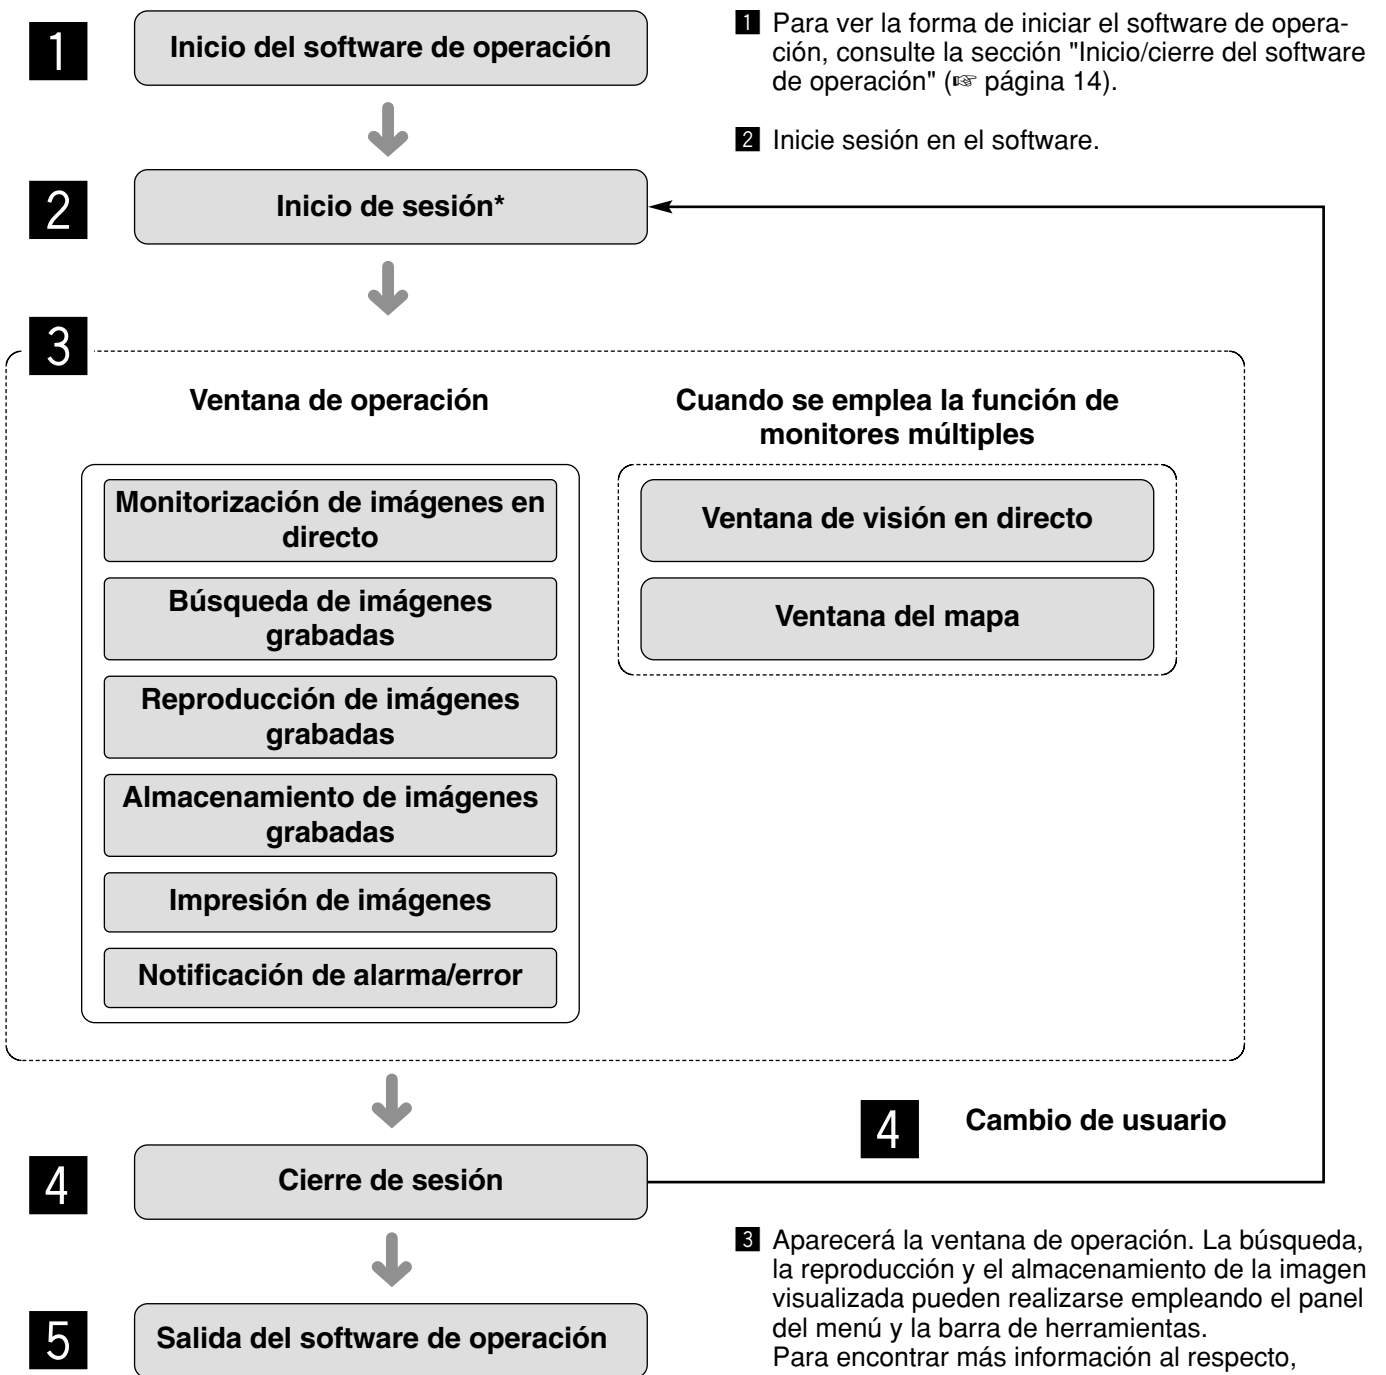 1
Inicio del software de operación
1 Para ver la forma de iniciar el software de opera-
ción, consulte la sección "Inicio/cierre del software
de operación" (☞ página 14).
2 Inicie sesión en el software.
2
Inicio de sesión*
3
Ventana de operación
Monitorización de imágenes en
directo
Búsqueda de imágenes
grabadas
Reproducción de imágenes
grabadas
Almacenamiento de imágenes
grabadas
Impresión de imágenes
Notificación de alarma/error
Cuando se emplea la función de
monitores múltiples
Ventana de visión en directo
Ventana del mapa
4
Cierre de sesión
4 Cambio de usuario
5
Salida del software de operación
3 Aparecerá la ventana de operación. La búsqueda,
la reproducción y el almacenamiento de la imagen
visualizada pueden realizarse empleando el panel
del menú y la barra de herramientas.
Para encontrar más información al respecto,